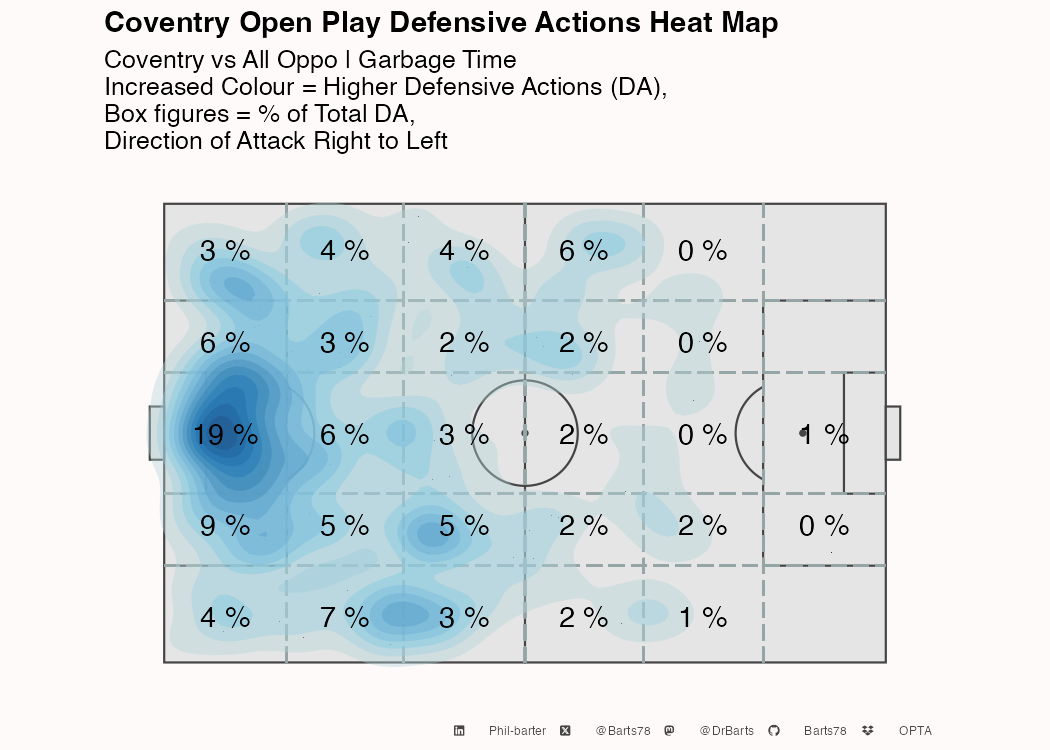 Coventry Open Play Defensive Actions Heat Map
Coventry vs All Oppo | Garbage Time
Increased Colour = Higher Defensive Actions (DA),
Box figures = % of Total DA,
Direction of Attack Right to Left
3 % 4 % 4 % 6 % 0 %
6 % 3 % 2 % 2 % 0 %
19 % 6 % 3 % 2 % 0 % 1 %
9 % 5 % 5 % 2 % 2 % 0 %
4 % 7 % 3 % 2 % 1 %
Phil-barter @Barts78 @DrBarts Barts78 OPTA